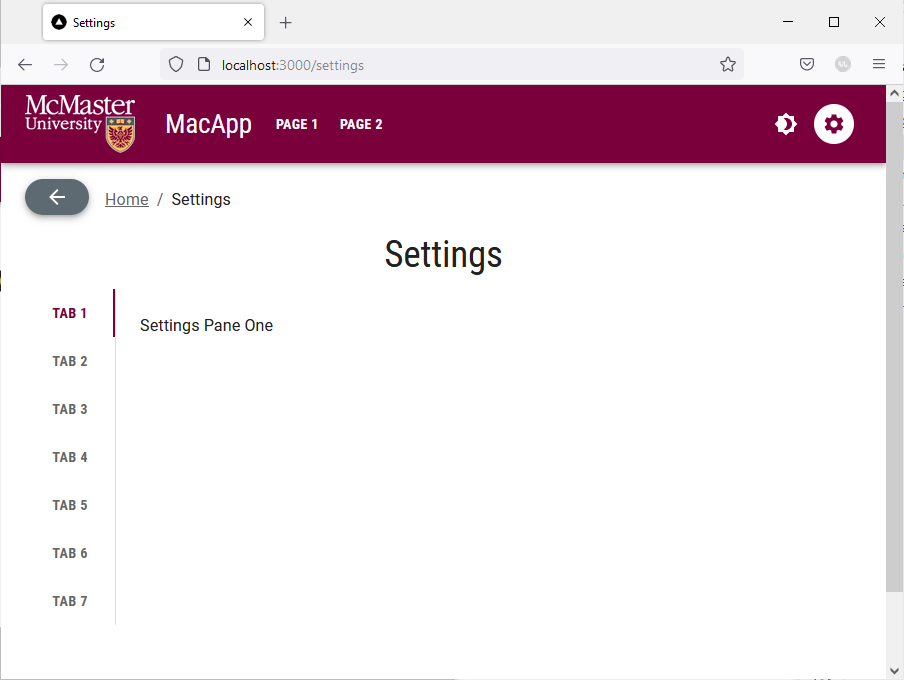 Settings
localhost:3000/settings
McMaster
University
MacApp PAGE 1 PAGE 2
Home / Settings
Settings
TAB 1
Settings Pane One
TAB 2
TAB 3
TAB 4
TAB 5
TAB 6
TAB 7